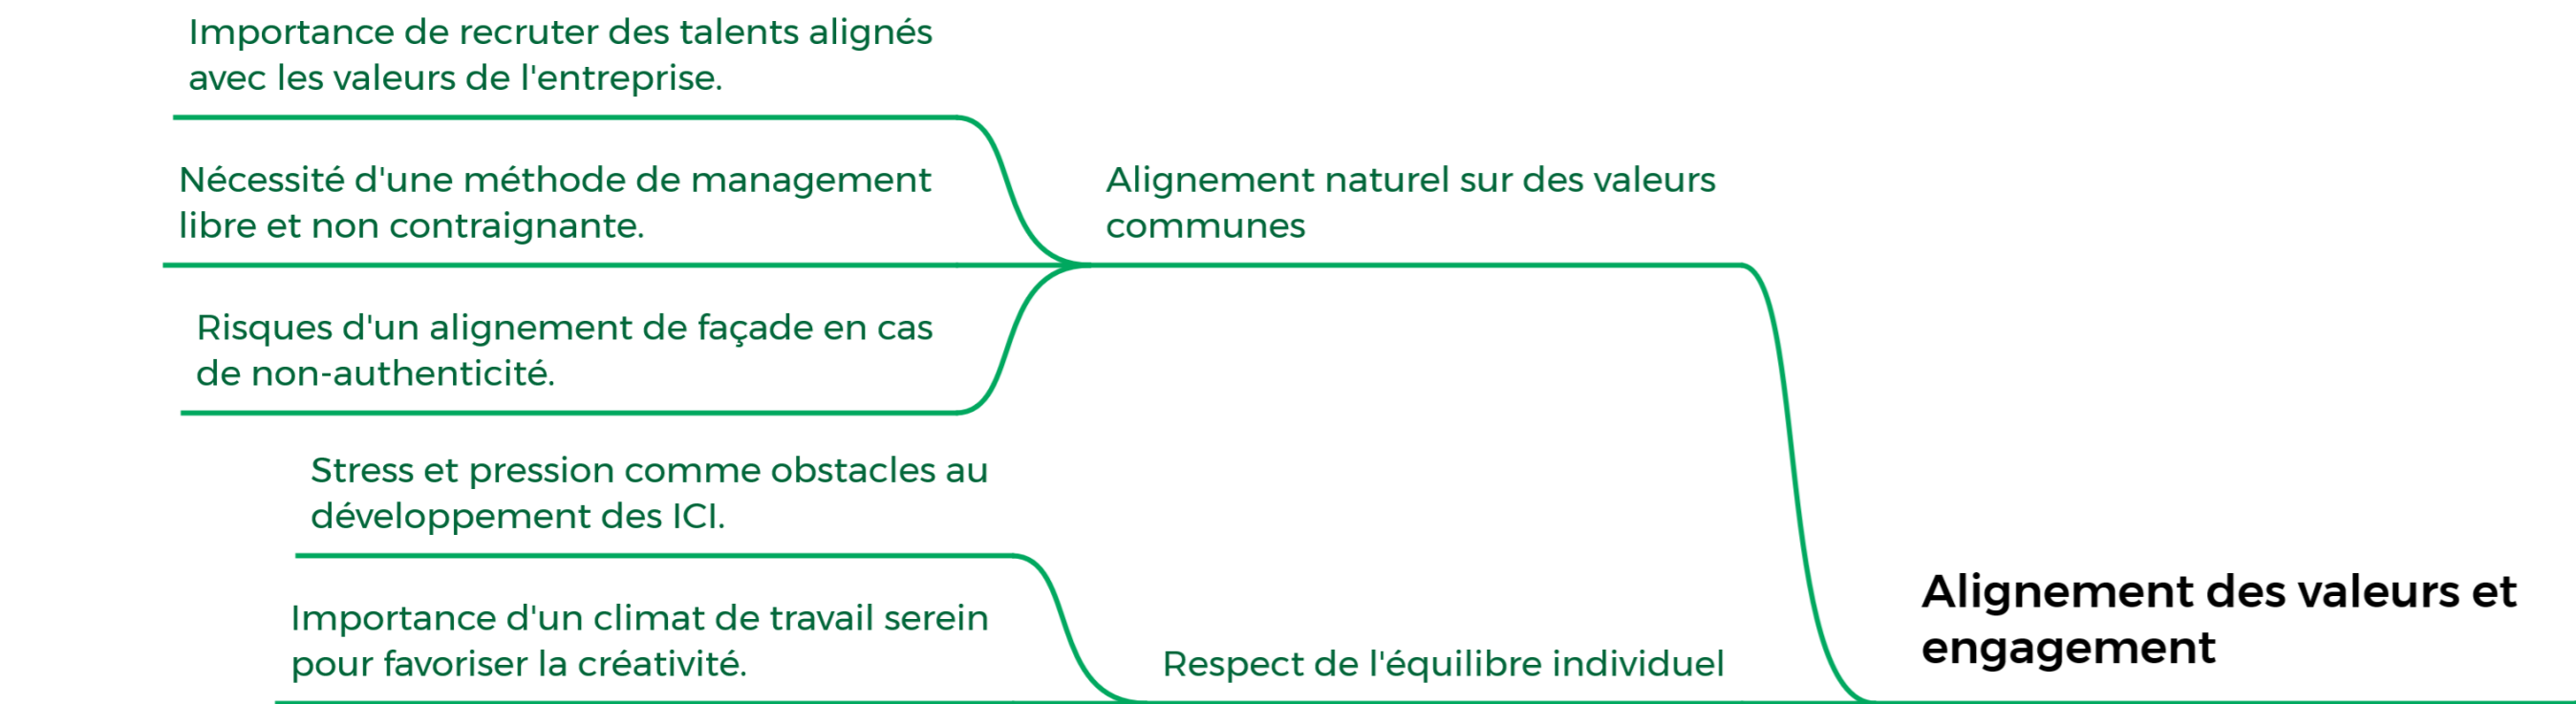 Importance de recruter des talents alignés
avec les valeurs de l'entreprise.
Nécessité d'une méthode de management
libre et non contraignante.
Alignement naturel sur des valeurs
communes
Risques d'un alignement de façade en cas
de non-authenticité.
Stress et pression comme obstacles au
développement des ICI.
Importance d'un climat de travail serein
pour favoriser la créativité.
Respect de l'équilibre individuel
Alignement des valeurs et
engagement